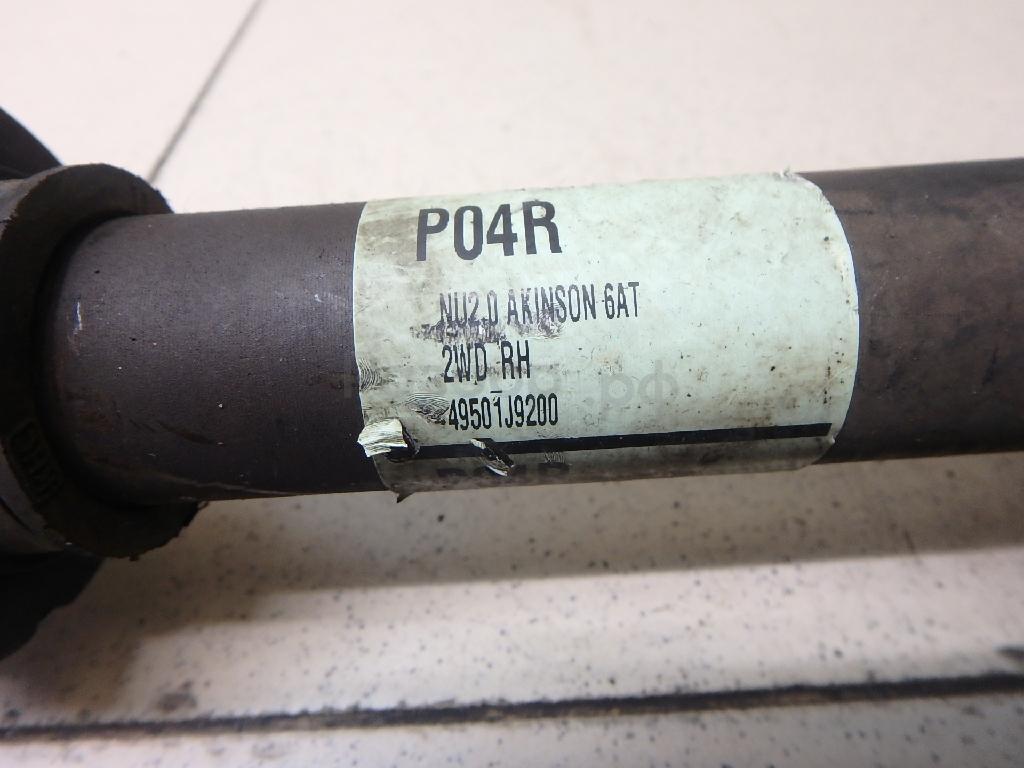 P04R
NU2.0 AKINSON 6AT
2WD RH
49501J9200